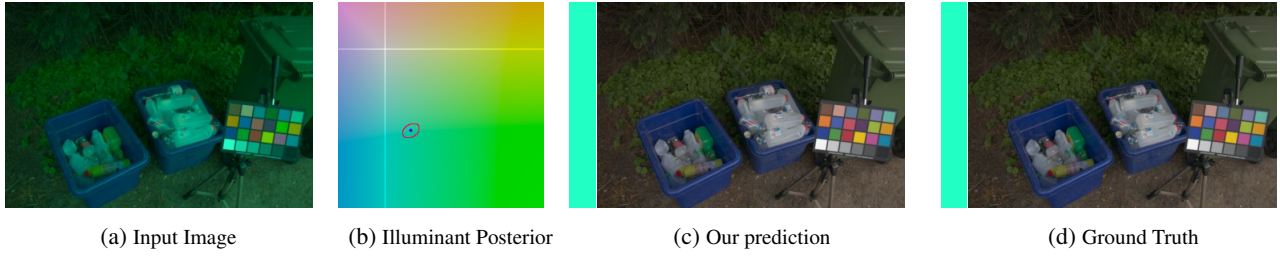 (a) Input Image
(b) Illuminant Posterior
(c) Our prediction
(d) Ground Truth